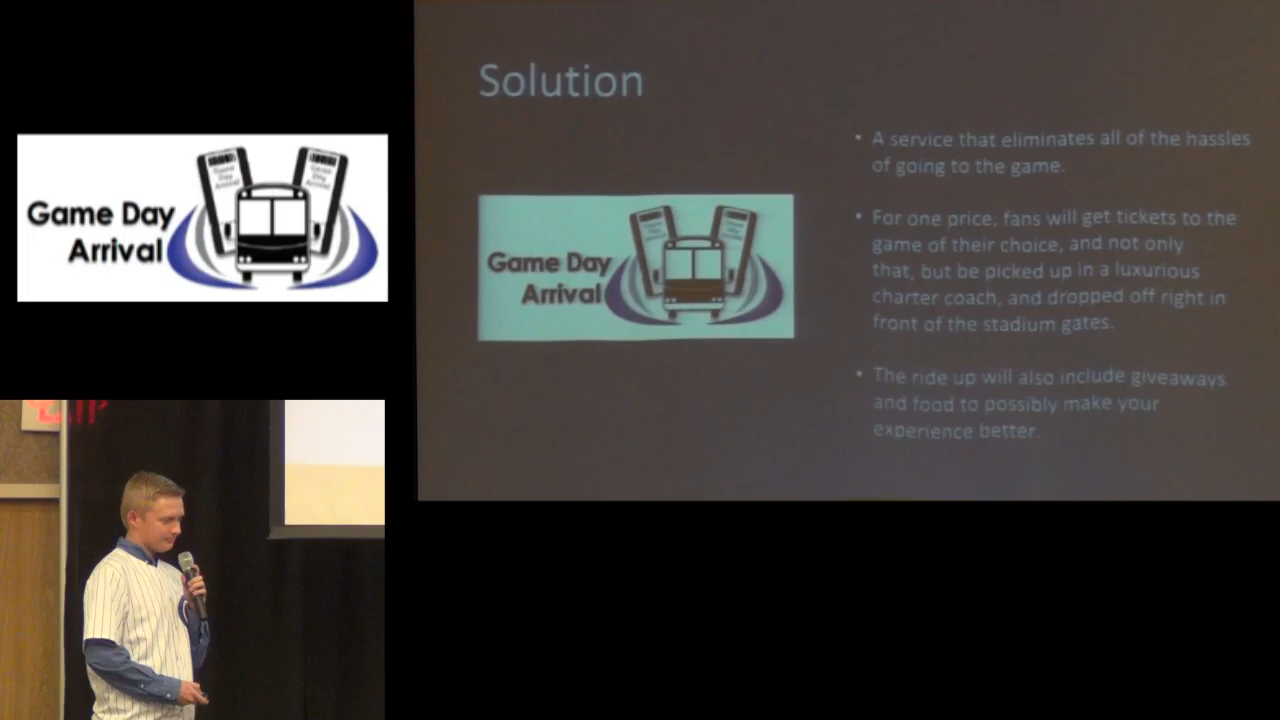 Game Day
Arrival
Solution
• A service that eliminates all of the hassles
of going to the game.
• For one price, fans will get tickets to the
game of their choice, and not only
that, but be picked up in a luxurious
charter coach, and dropped off right in
front of the stadium gates.
• The ride up will also include giveaways
and food to possibly make your
experience better.
Game Day
Arrival